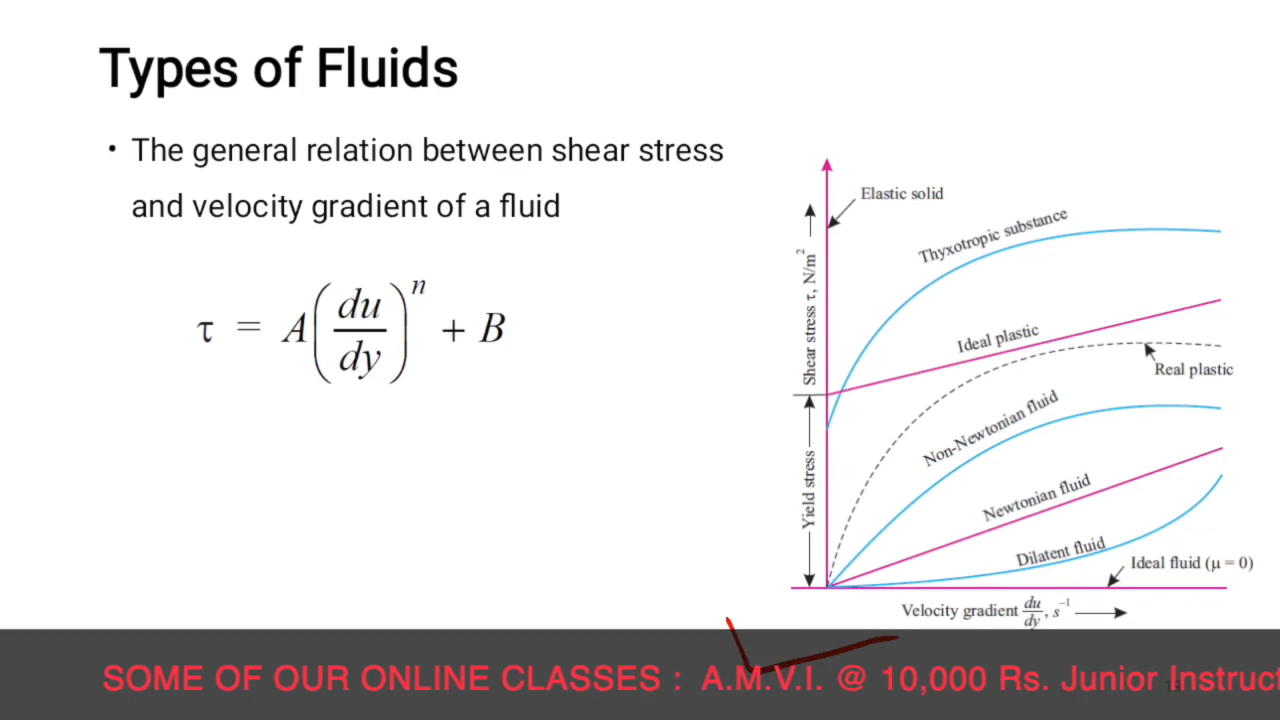 Types of Fluids
• The general relation between shear stress
and velocity gradient of a fluid
τ = A(du/dy)^n + B
Elastic solid
Thyxotropic substance
Shear stress τ, N/m^2
Ideal plastic
Real plastic
Non-Newtonian fluid
Yield stress
Newtonian fluid
Dilatent fluid
Ideal fluid (μ = 0)
Velocity gradient du/dy, s^-1
SOME OF OUR ONLINE CLASSES : A.M.V.I. @ 10,000 Rs. Junior Instruct